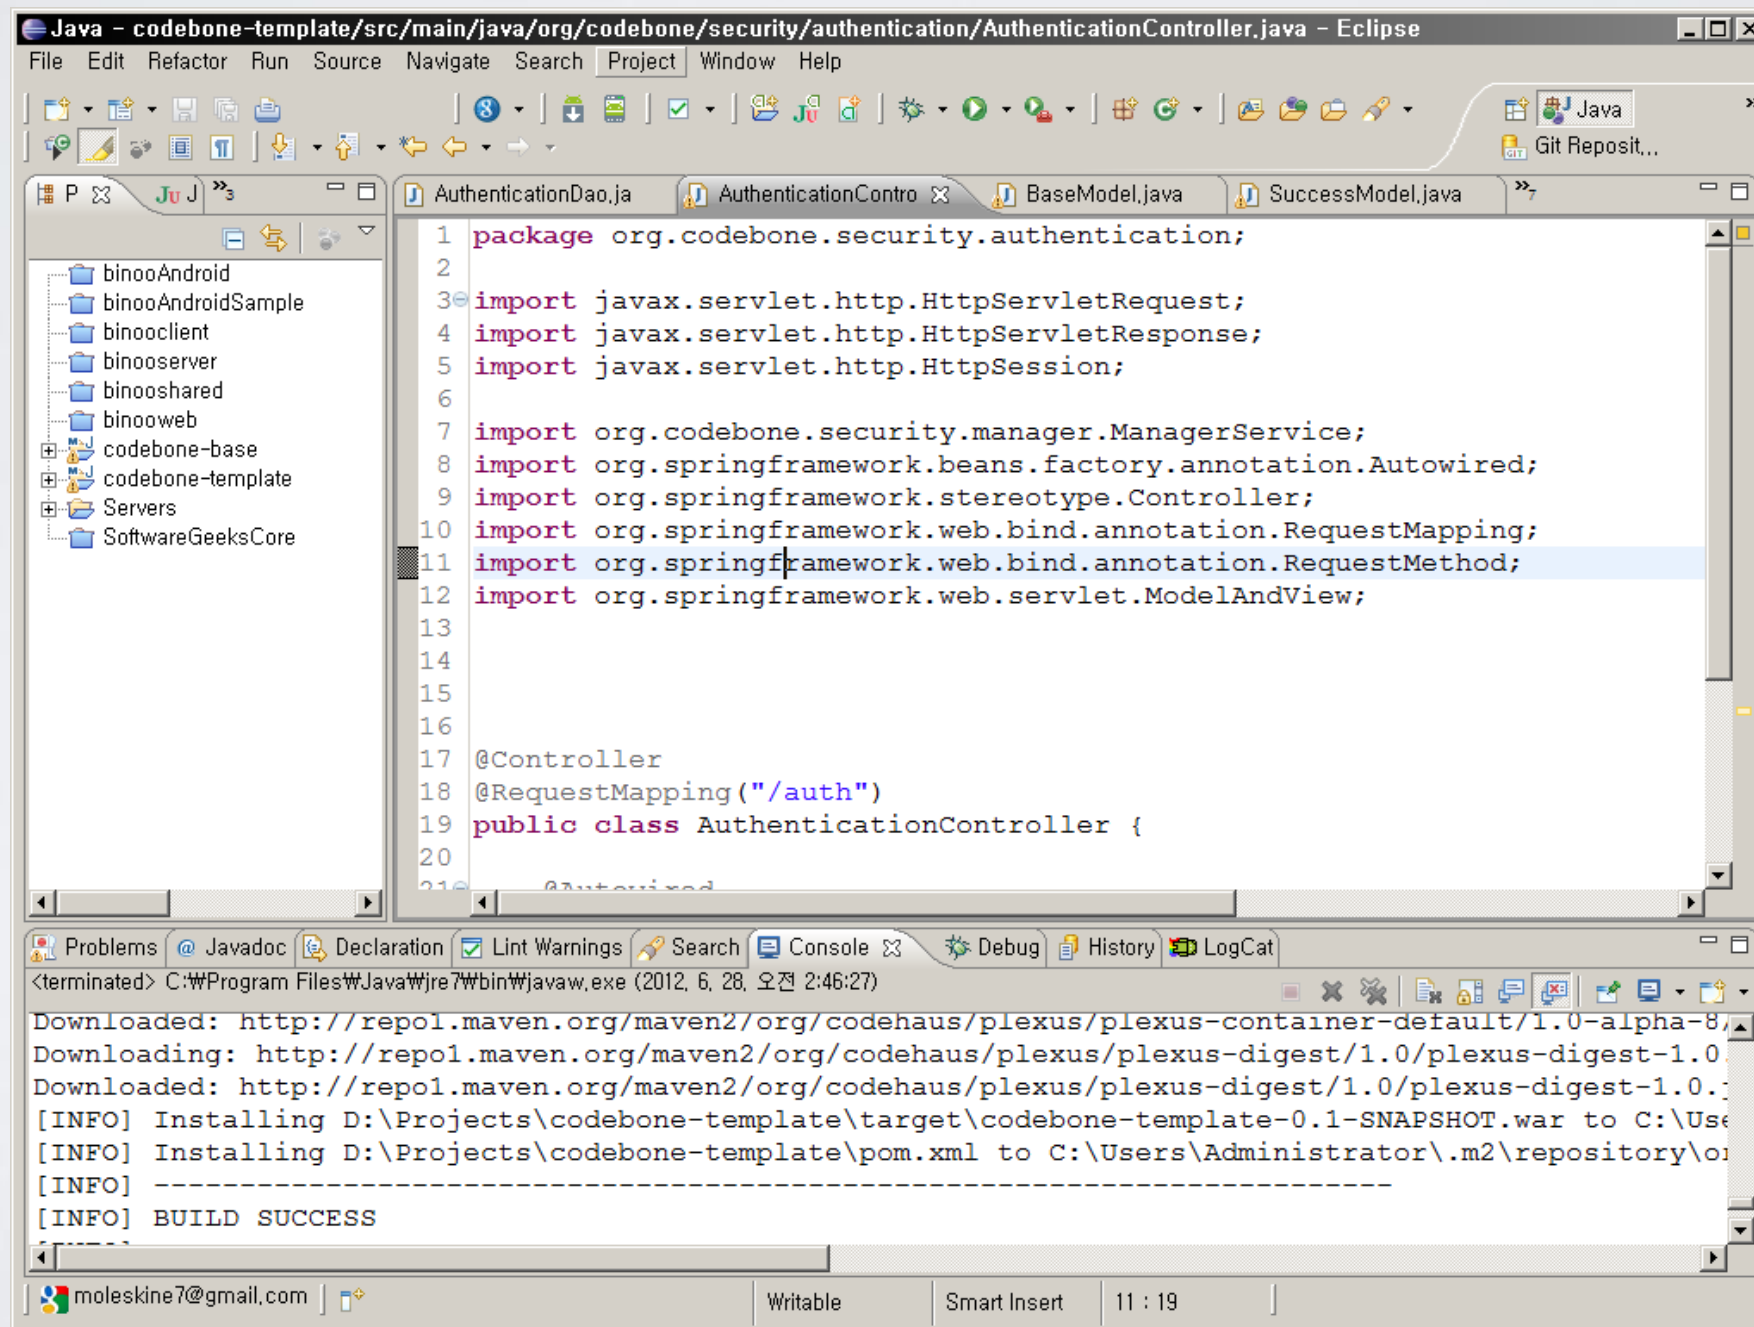 Java - codebone-template/src/main/java/org/codebone/security/authentication/AuthenticationController.java - Eclipse
File Edit Refactor Run Source Navigate Search Project Window Help
Java
Git Reposit...
P JU J »3
AuthenticationDao.ja AuthenticationContro BaseModel.java SuccessModel.java »7
binooAndroid
binooAndroidSample
binooclient
binooserver
binooshared
binooweb
codebone-base
codebone-template
Servers
SoftwareGeeksCore
1 package org.codebone.security.authentication;
2
3 import javax.servlet.http.HttpServletRequest;
4 import javax.servlet.http.HttpServletResponse;
5 import javax.servlet.http.HttpSession;
6
7 import org.codebone.security.manager.ManagerService;
8 import org.springframework.beans.factory.annotation.Autowired;
9 import org.springframework.stereotype.Controller;
10 import org.springframework.web.bind.annotation.RequestMapping;
11 import org.springframework.web.bind.annotation.RequestMethod;
12 import org.springframework.web.servlet.ModelAndView;
13
14
15
16
17 @Controller
18 @RequestMapping("/auth")
19 public class AuthenticationController {
20
21 @Autowired
Problems @ Javadoc Declaration Lint Warnings Search Console Debug History LogCat
<terminated> C:₩Program Files₩Java₩jre7₩bin₩javaw.exe (2012. 6. 28. 오전 2:46:27)
Downloaded: http://repo1.maven.org/maven2/org/codehaus/plexus/plexus-container-default/1.0-alpha-8/
Downloading: http://repo1.maven.org/maven2/org/codehaus/plexus/plexus-digest/1.0/plexus-digest-1.0.
Downloaded: http://repo1.maven.org/maven2/org/codehaus/plexus/plexus-digest/1.0/plexus-digest-1.0.j
[INFO] Installing D:\Projects\codebone-template\target\codebone-template-0.1-SNAPSHOT.war to C:\Use
[INFO] Installing D:\Projects\codebone-template\pom.xml to C:\Users\Administrator\.m2\repository\or
[INFO] ------------------------------------------------------------------------
[INFO] BUILD SUCCESS
moleskine7@gmail.com Writable Smart Insert 11 : 19